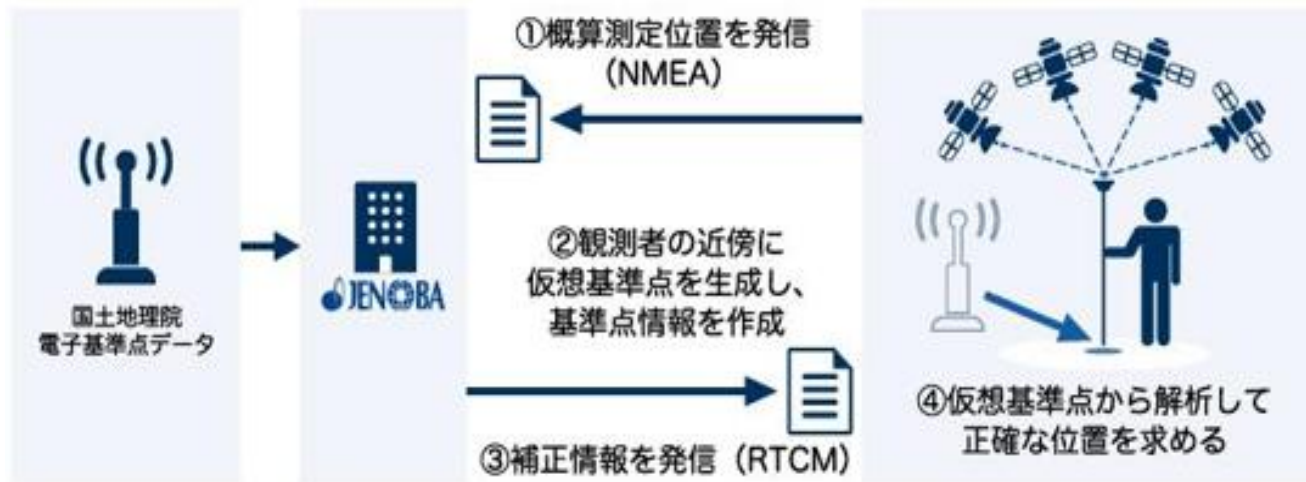 国土地理院
電子基準点データ
JENOBA
①概算測定位置を発信
(NMEA)
②観測者の近傍に
仮想基準点を生成し、
基準点情報を作成
③補正情報を発信（RTCM）
④仮想基準点から解析して
正確な位置を求める